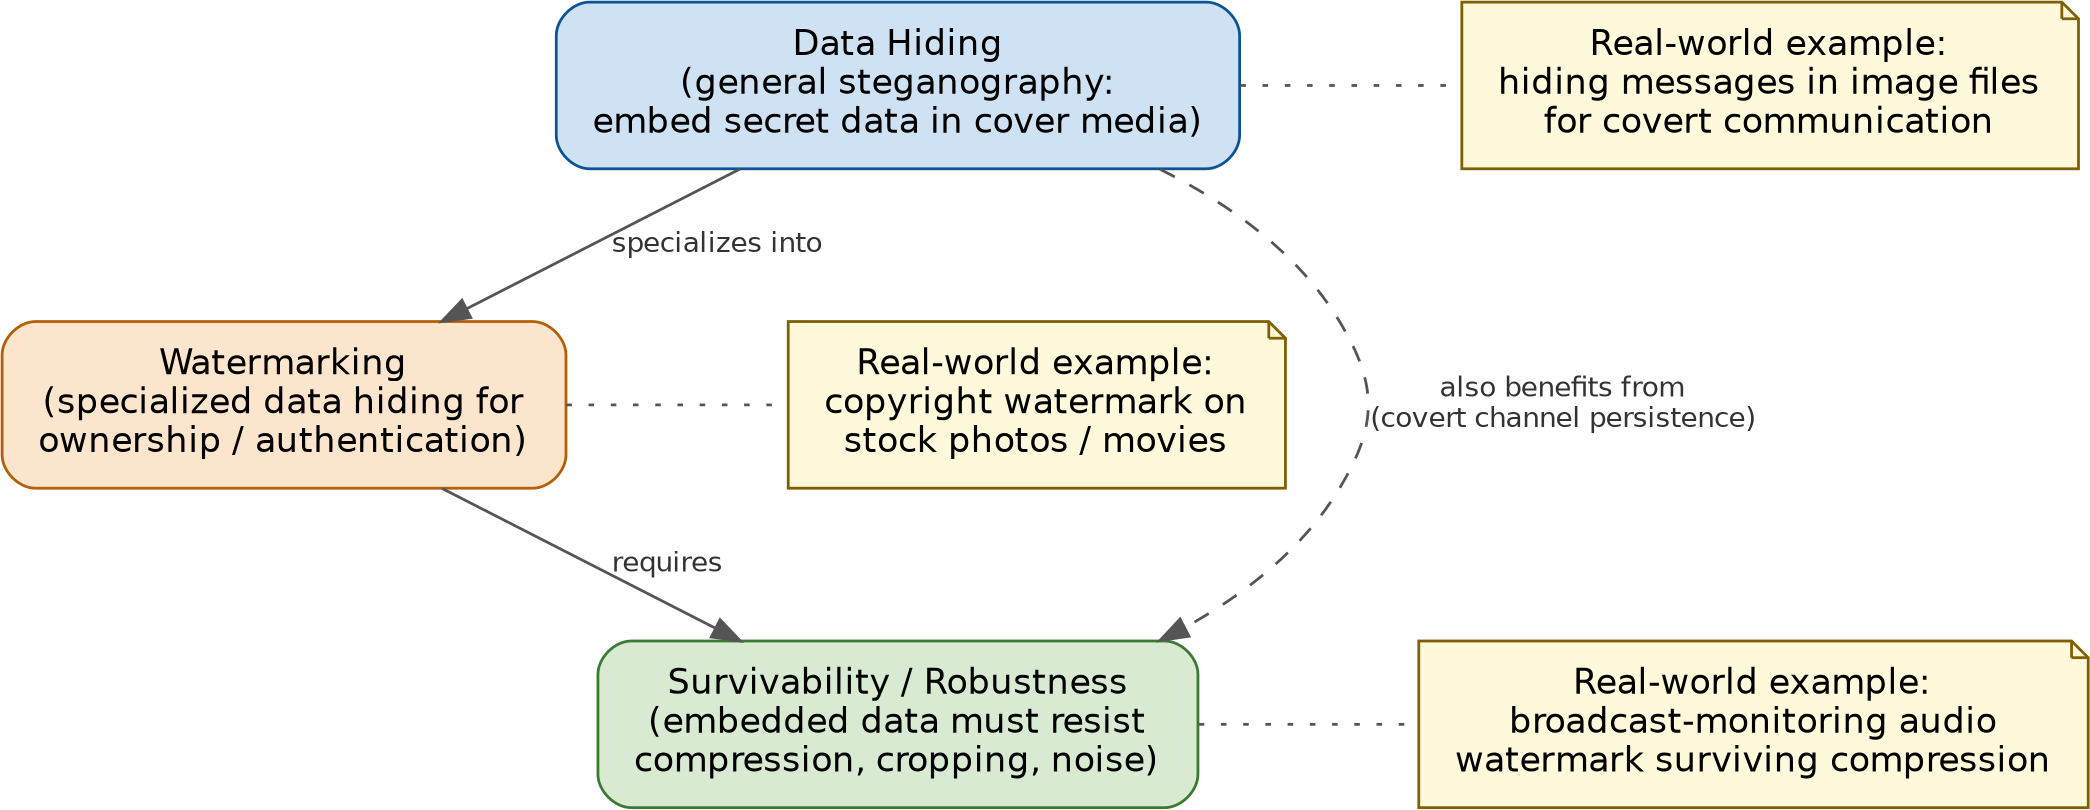 Data Hiding
(general steganography:
embed secret data in cover media)
Real-world example:
hiding messages in image files
for covert communication
specializes into
Watermarking
(specialized data hiding for
ownership / authentication)
Real-world example:
copyright watermark on
stock photos / movies
also benefits from
(covert channel persistence)
requires
Survivability / Robustness
(embedded data must resist
compression, cropping, noise)
Real-world example:
broadcast-monitoring audio
watermark surviving compression